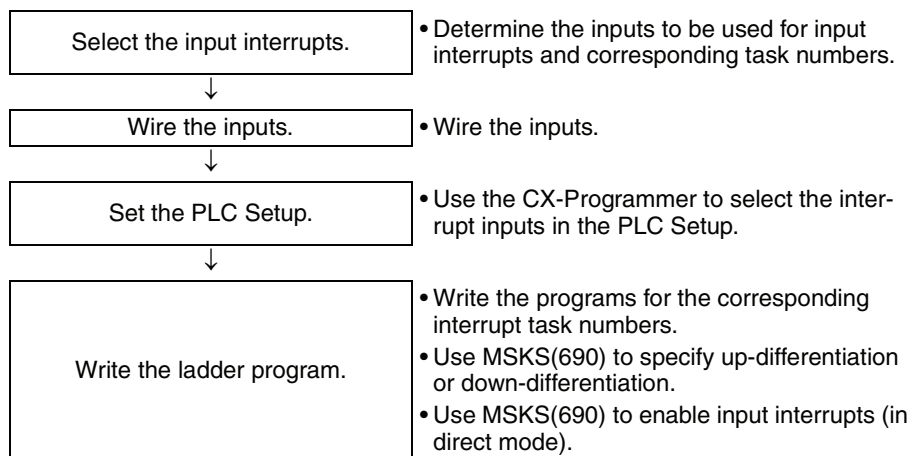 Select the input interrupts.
• Determine the inputs to be used for input
interrupts and corresponding task numbers.
↓
Wire the inputs.
• Wire the inputs.
↓
Set the PLC Setup.
• Use the CX-Programmer to select the inter-
rupt inputs in the PLC Setup.
↓
Write the ladder program.
• Write the programs for the corresponding
interrupt task numbers.
• Use MSKS(690) to specify up-differentiation
or down-differentiation.
• Use MSKS(690) to enable input interrupts (in
direct mode).